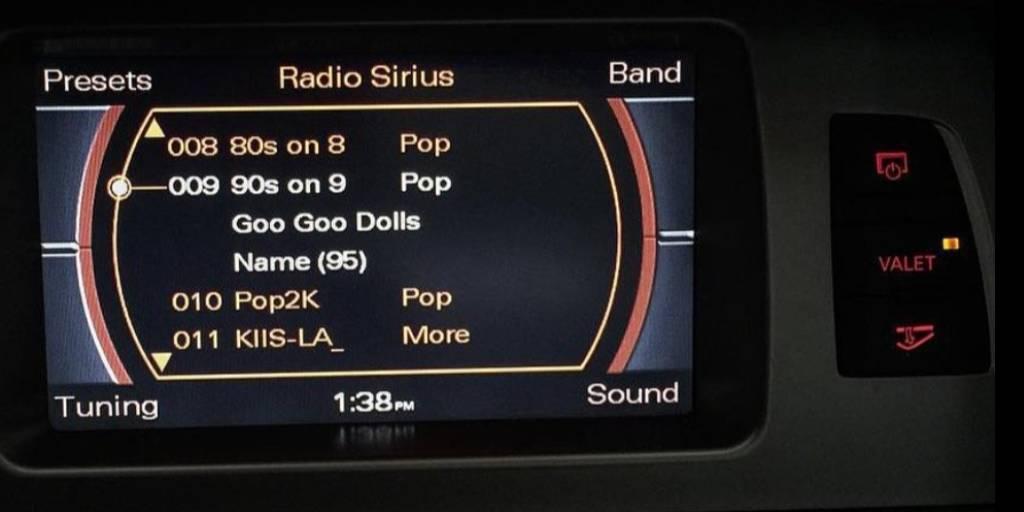 Presets Radio Sirius Band
008 80s on 8 Pop
009 90s on 9 Pop
Goo Goo Dolls
Name (95)
010 Pop2K Pop
011 KIIS-LA_ More
Tuning 1:38PM Sound
VALET